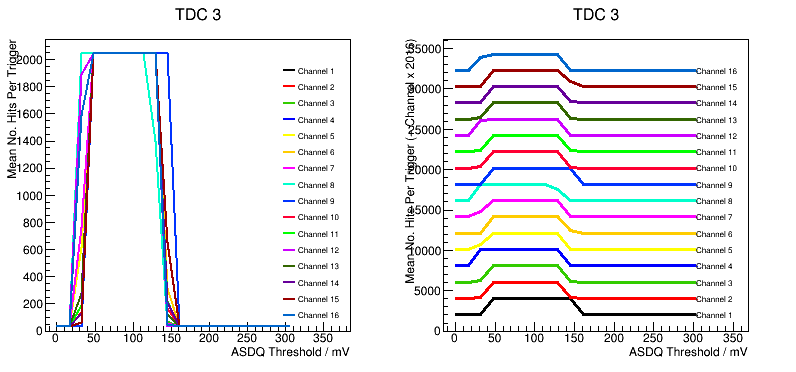 TDC 3
Mean No. Hits Per Trigger
2000
1800
1600
1400
1200
1000
800
600
400
200
0
0 50 100 150 200 250 300 350
ASDQ Threshold / mV
Channel 1
Channel 2
Channel 3
Channel 4
Channel 5
Channel 6
Channel 7
Channel 8
Channel 9
Channel 10
Channel 11
Channel 12
Channel 13
Channel 14
Channel 15
Channel 16
TDC 3
Mean No. Hits Per Trigger (+ Channel x 2016)
35000
30000
25000
20000
15000
10000
5000
0
0 50 100 150 200 250 300 350
ASDQ Threshold / mV
Channel 16
Channel 15
Channel 14
Channel 13
Channel 12
Channel 11
Channel 10
Channel 9
Channel 8
Channel 7
Channel 6
Channel 5
Channel 4
Channel 3
Channel 2
Channel 1